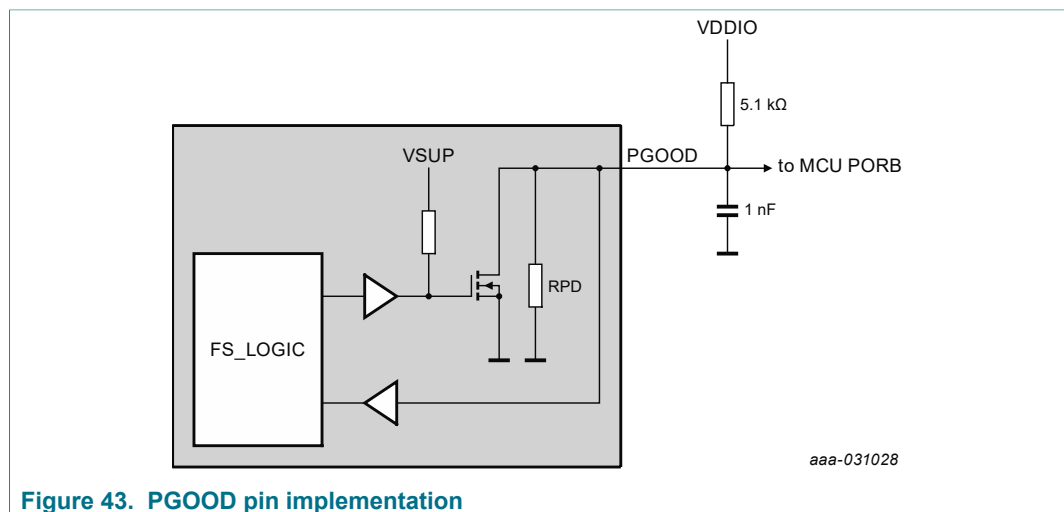 VDDIO
5.1 kΩ
VSUP
PGOOD
to MCU PORB
1 nF
RPD
FS_LOGIC
aaa-031028
Figure 43. PGOOD pin implementation